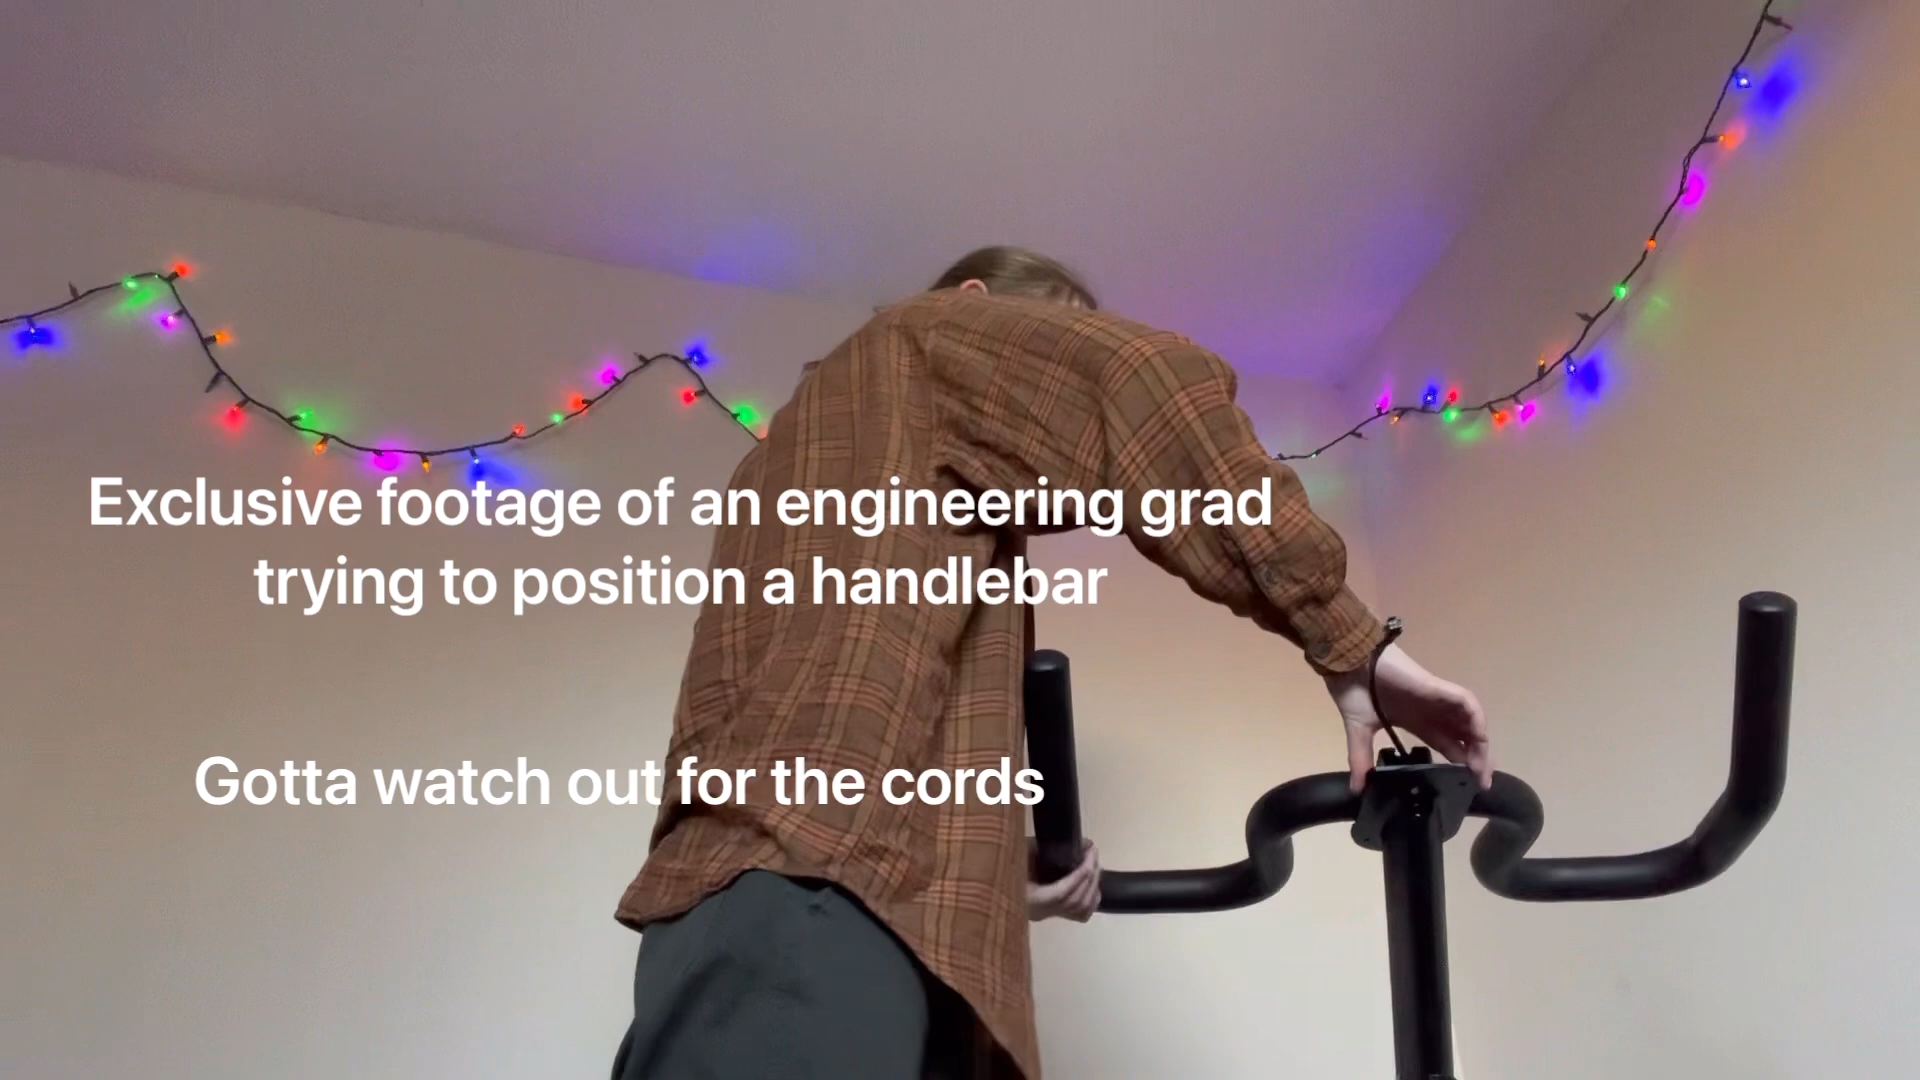 Exclusive footage of an engineering grad
trying to position a handlebar
Gotta watch out for the cords